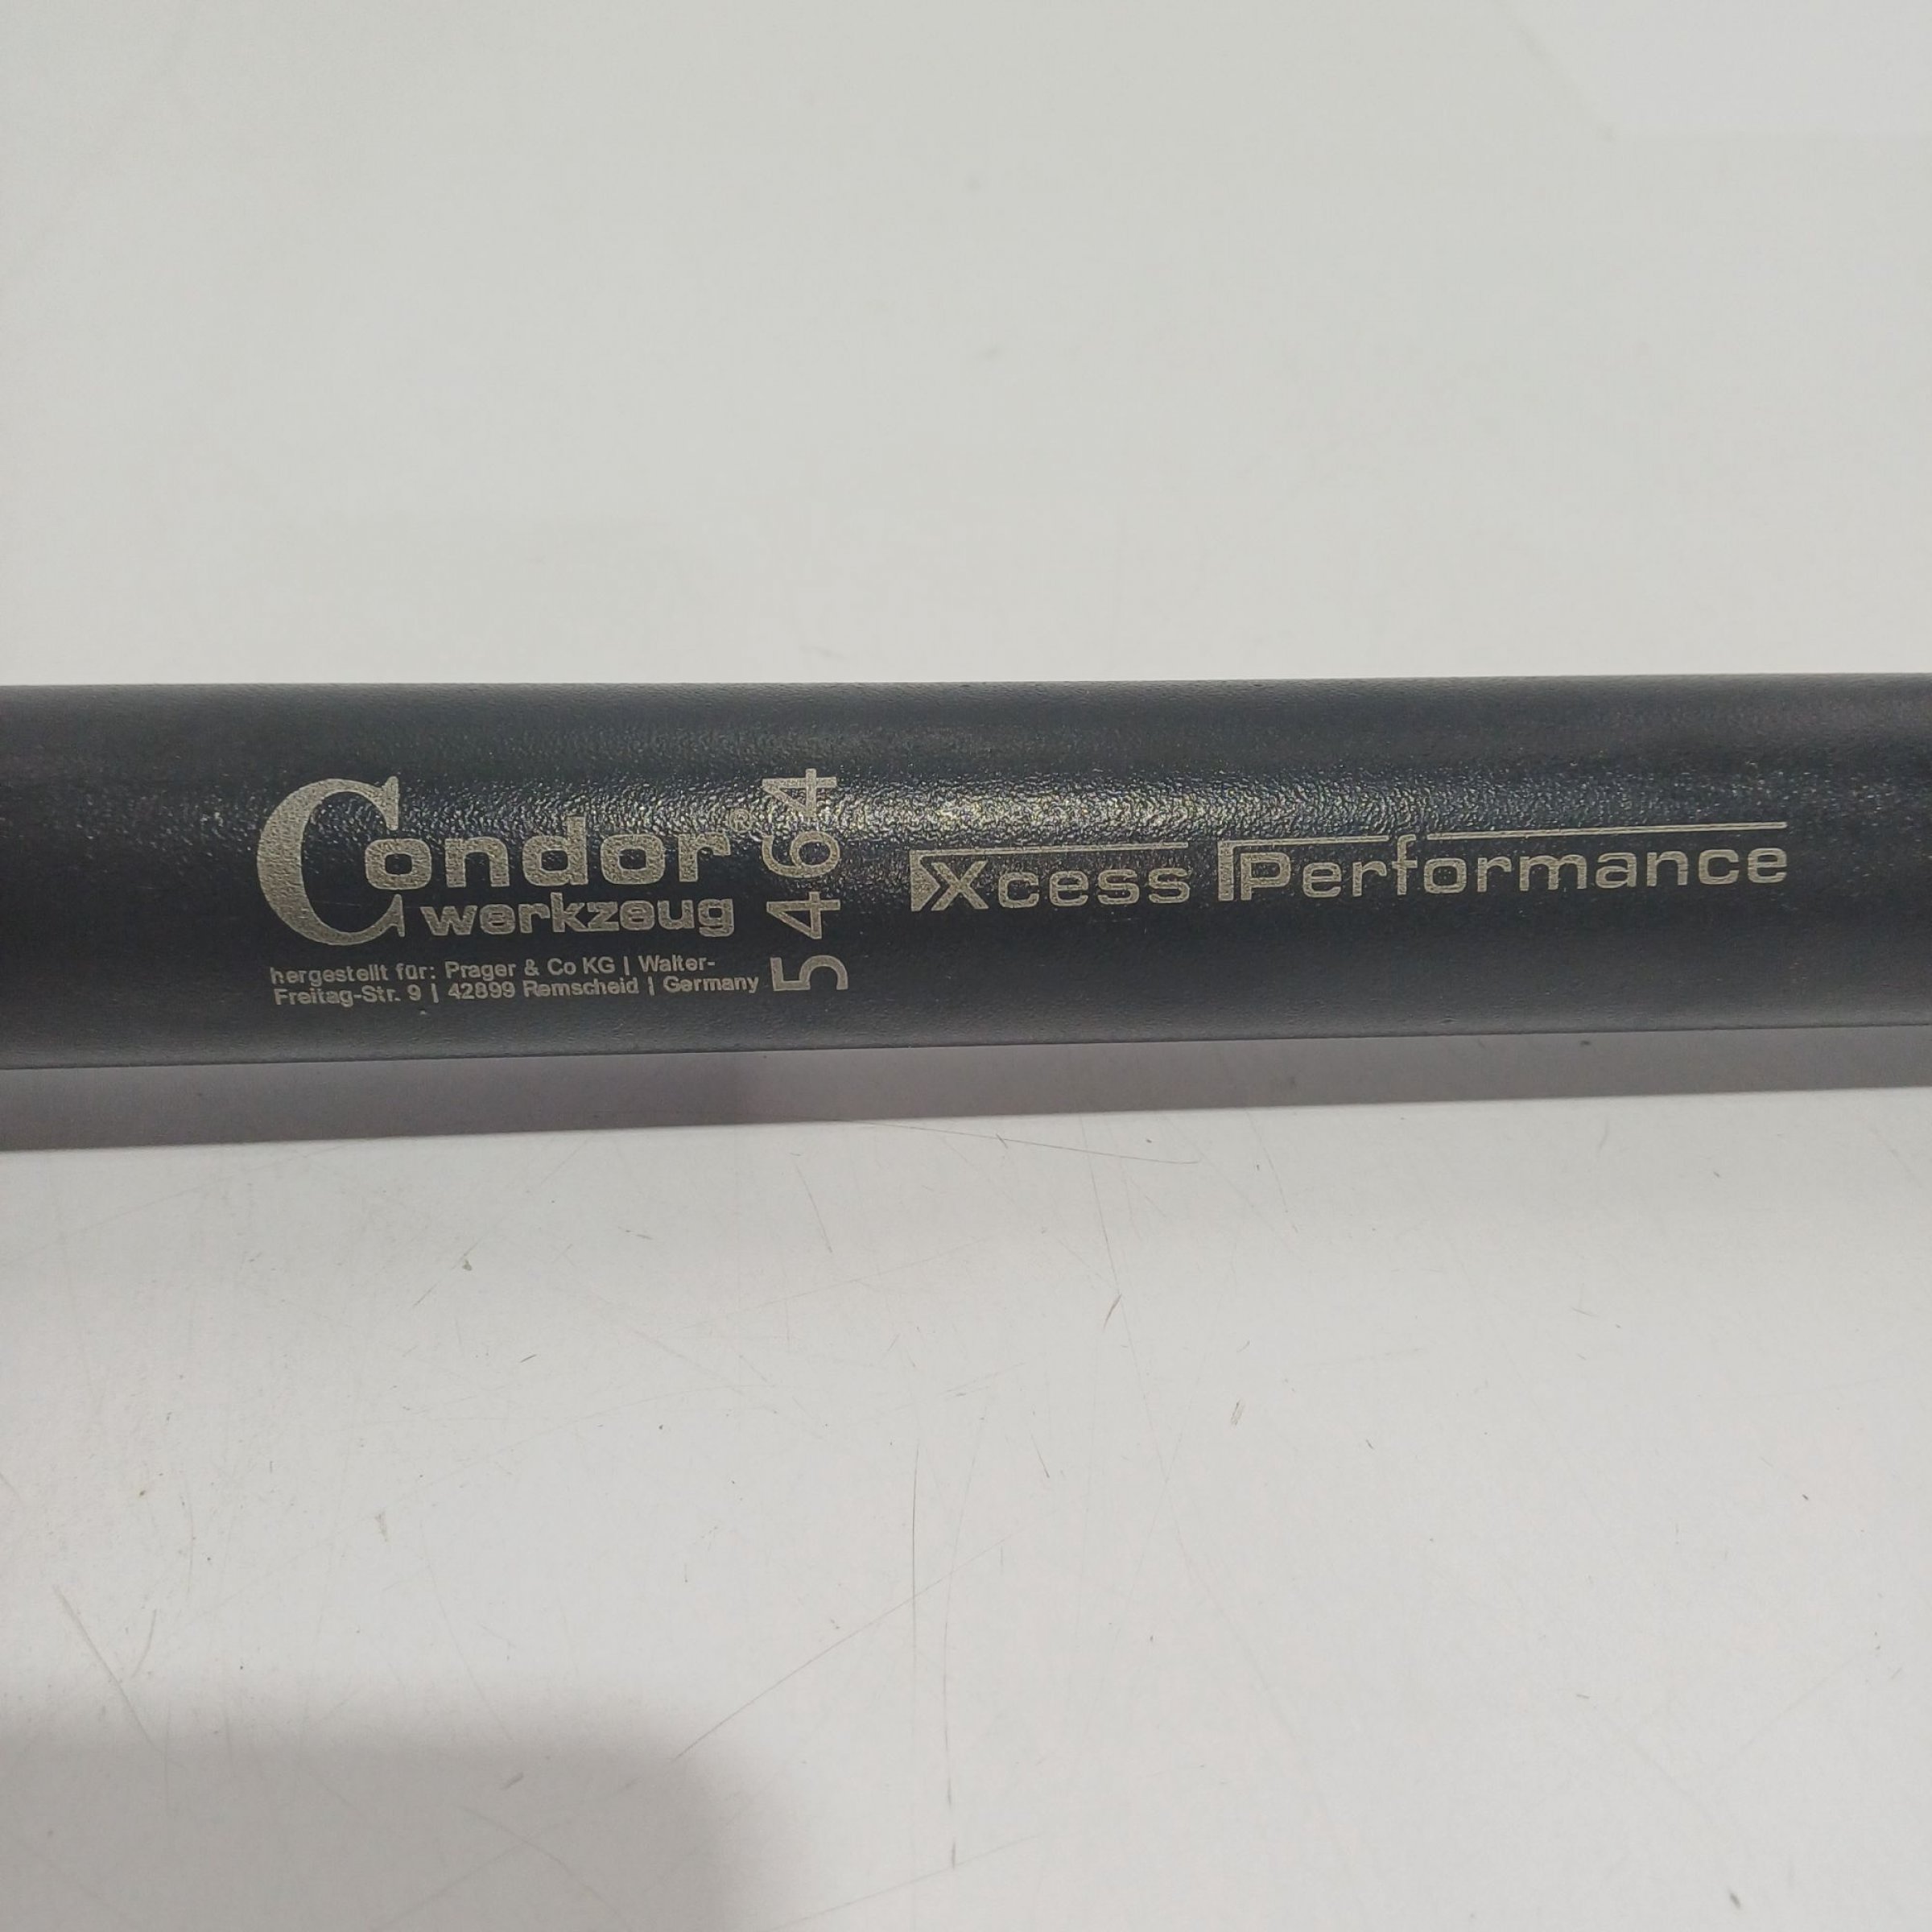 Condor®
werkzeug
hergestellt für: Prager & Co KG | Walter-
Freitag-Str. 9 | 42899 Remscheid | Germany
5464
Xcess Performance